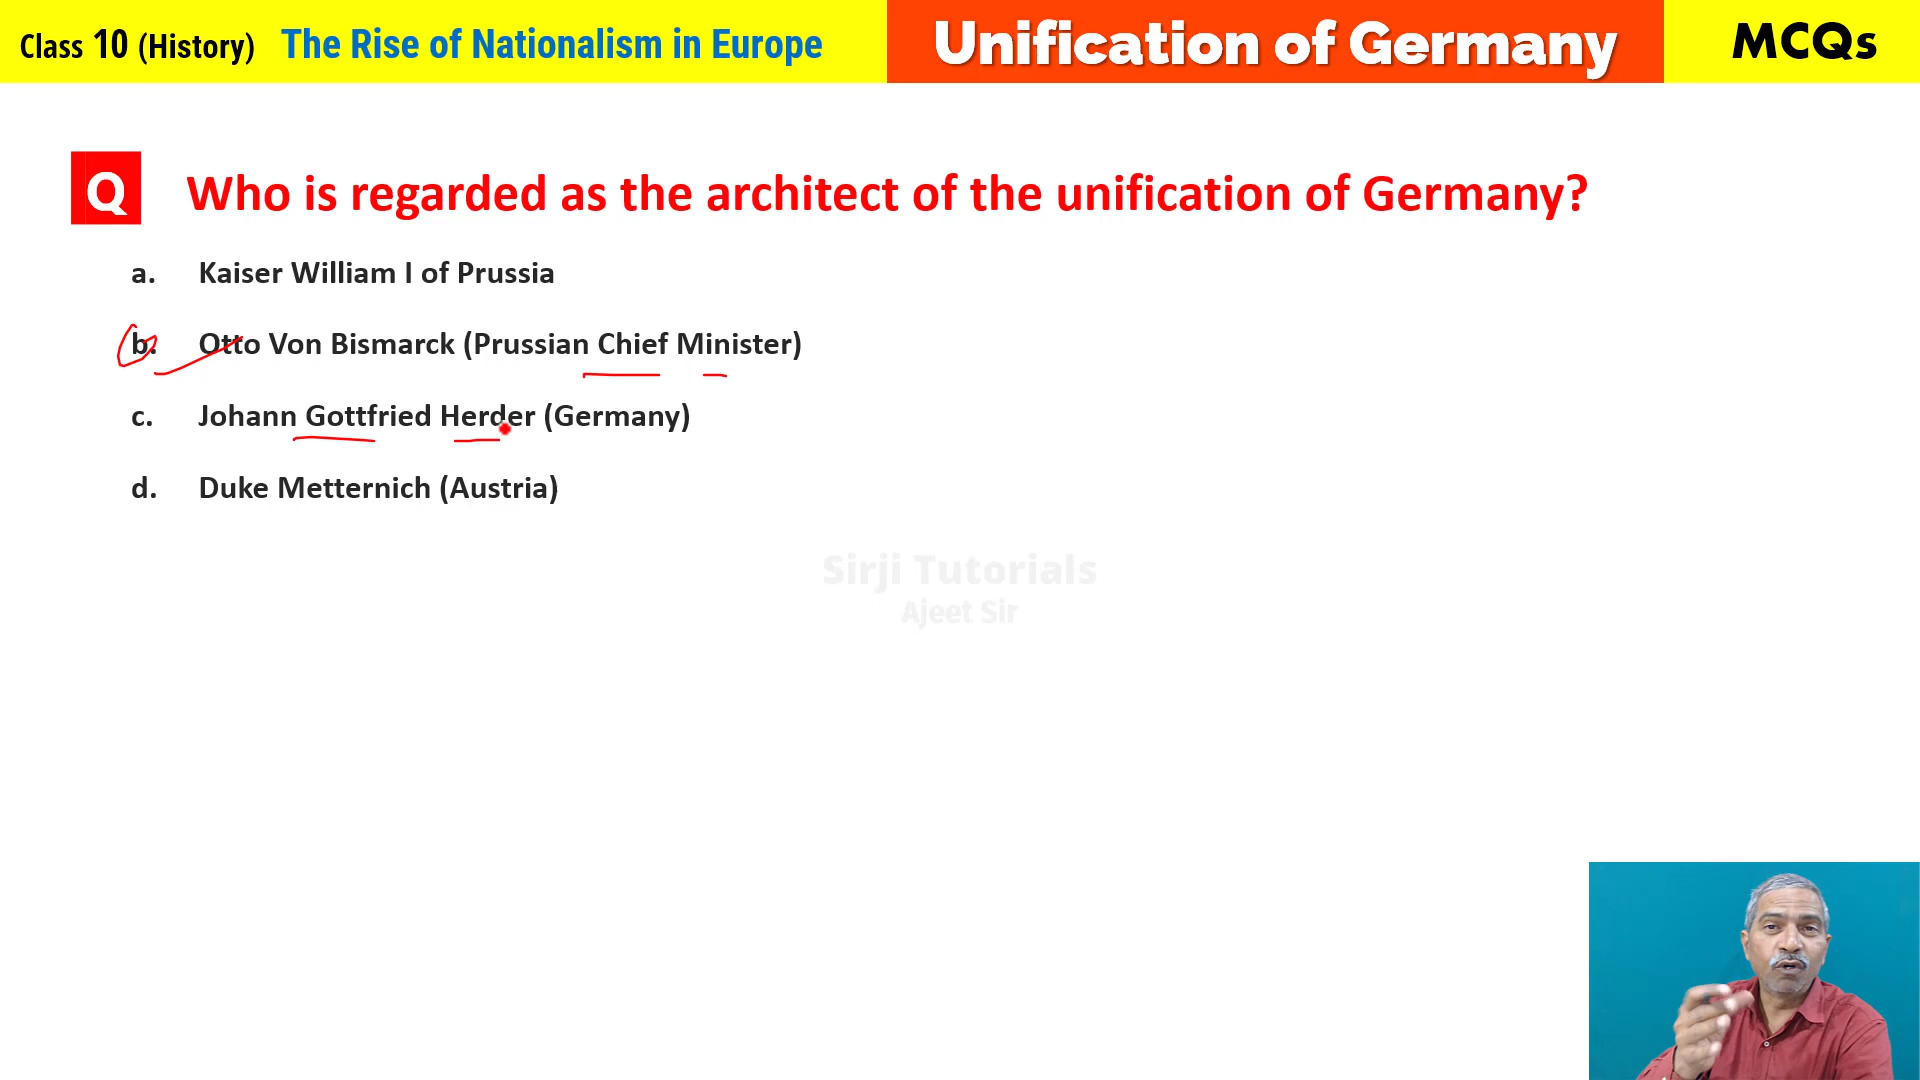 Class 10 (History) The Rise of Nationalism in Europe Unification of Germany MCQs
Q Who is regarded as the architect of the unification of Germany?
a. Kaiser William I of Prussia
b. Otto Von Bismarck (Prussian Chief Minister)
c. Johann Gottfried Herder (Germany)
d. Duke Metternich (Austria)
Sirji Tutorials
Ajeet Sir